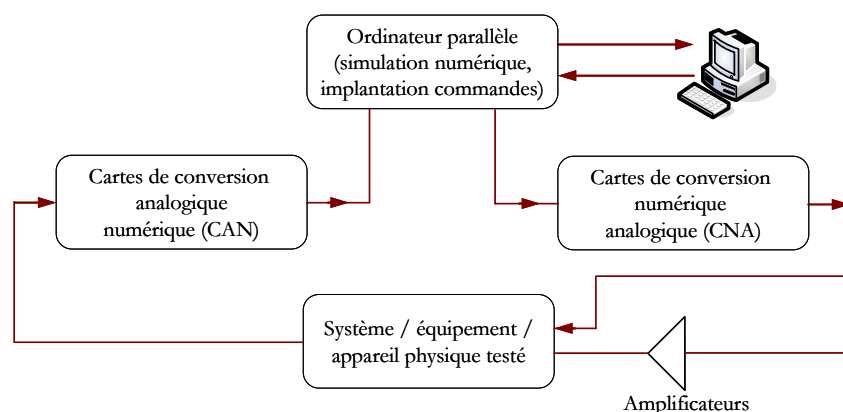 Ordinateur parallèle
(simulation numérique,
implantation commandes)
Cartes de conversion
analogique
numérique (CAN)
Cartes de conversion
numérique
analogique (CNA)
Système / équipement /
appareil physique testé
Amplificateurs